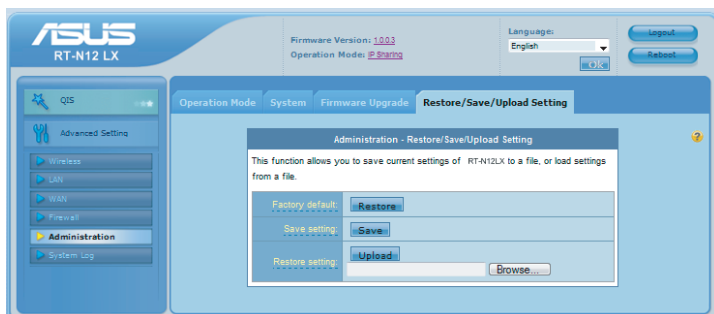 ASUS
RT-N12 LX
Firmware Version: 1.0.0.3
Operation Mode: IP Sharing
Language:
English
OK
Logout
Reboot
QIS
Advanced Setting
Wireless
LAN
WAN
Firewall
Administration
System Log
Operation Mode System Firmware Upgrade Restore/Save/Upload Setting
Administration - Restore/Save/Upload Setting
This function allows you to save current settings of RT-N12LX to a file, or load settings
from a file.
Factory default: Restore
Save setting: Save
Restore setting: Upload
Browse...